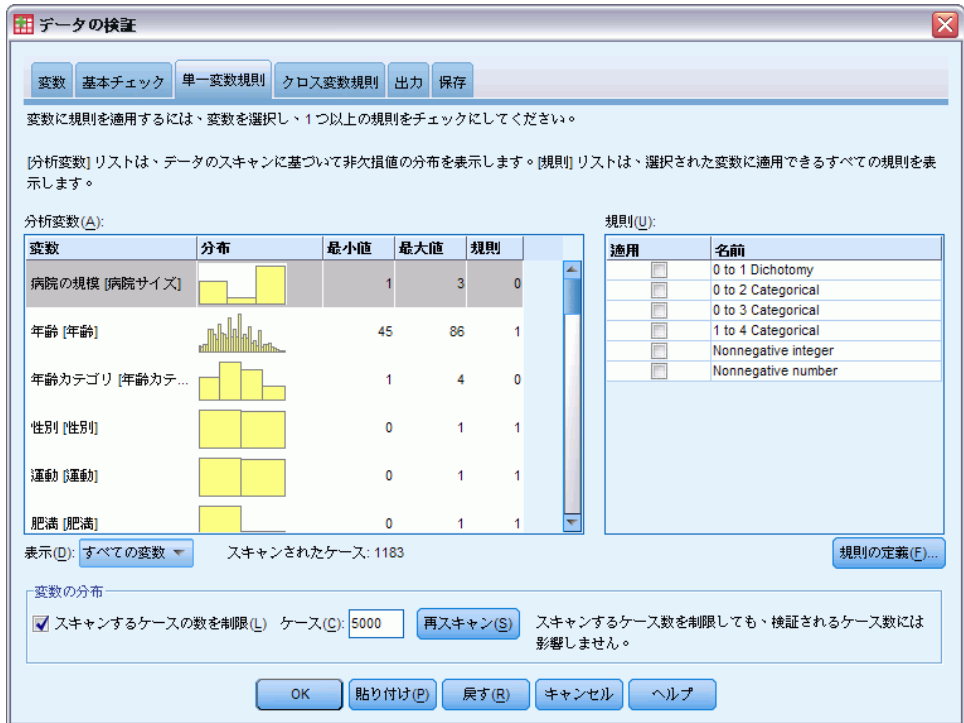 データの検証
変数 基本チェック 単一変数規則 クロス変数規則 出力 保存
変数に規則を適用するには、変数を選択し、1 つ以上の規則をチェックにしてください。
[分析変数] リストは、データのスキャンに基づいて非欠損値の分布を表示します。[規則] リストは、選択された変数に適用できるすべての規則を表
示します。
分析変数(A):
変数 分布 最小値 最大値 規則
病院の規模 [病院サイズ] 1 3 0
年齢 [年齢] 45 86 1
年齢カテゴリ [年齢カテ... 1 4 0
性別 [性別] 0 1 1
運動 [運動] 0 1 1
肥満 [肥満] 0 1 1
規則(U):
適用 名前
0 to 1 Dichotomy
0 to 2 Categorical
0 to 3 Categorical
1 to 4 Categorical
Nonnegative integer
Nonnegative number
表示(D): すべての変数 スキャンされたケース: 1183
規則の定義(F)...
変数の分布
スキャンするケースの数を制限(L) ケース(C): 5000 再スキャン(S)
スキャンするケース数を制限しても、検証されるケース数には
影響しません。
OK 貼り付け(P) 戻す(R) キャンセル ヘルプ